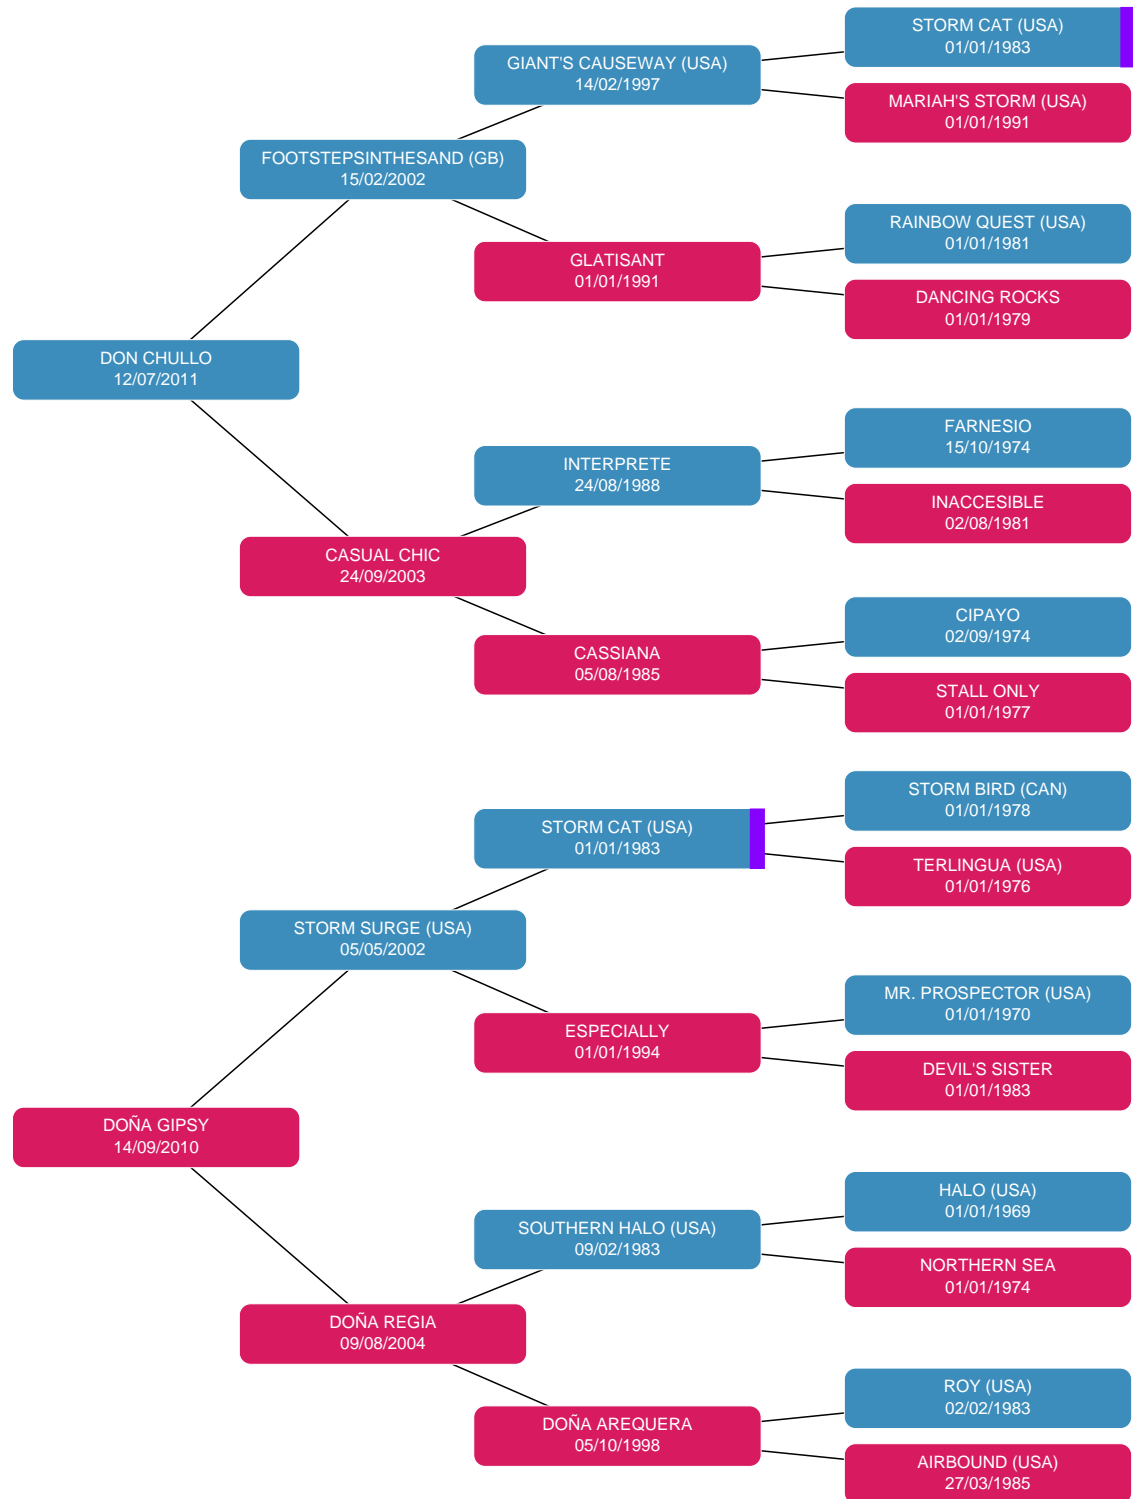 STORM CAT (USA)
01/01/1983
GIANT'S CAUSEWAY (USA)
14/02/1997
MARIAH'S STORM (USA)
01/01/1991
FOOTSTEPSINTHESAND (GB)
15/02/2002
RAINBOW QUEST (USA)
01/01/1981
GLATISANT
01/01/1991
DANCING ROCKS
01/01/1979
DON CHULLO
12/07/2011
FARNESIO
15/10/1974
INTERPRETE
24/08/1988
INACCESIBLE
02/08/1981
CASUAL CHIC
24/09/2003
CIPAYO
02/09/1974
CASSIANA
05/08/1985
STALL ONLY
01/01/1977
STORM BIRD (CAN)
01/01/1978
STORM CAT (USA)
01/01/1983
TERLINGUA (USA)
01/01/1976
STORM SURGE (USA)
05/05/2002
MR. PROSPECTOR (USA)
01/01/1970
ESPECIALLY
01/01/1994
DEVIL'S SISTER
01/01/1983
DOÑA GIPSY
14/09/2010
HALO (USA)
01/01/1969
SOUTHERN HALO (USA)
09/02/1983
NORTHERN SEA
01/01/1974
DOÑA REGIA
09/08/2004
ROY (USA)
02/02/1983
DOÑA AREQUERA
05/10/1998
AIRBOUND (USA)
27/03/1985